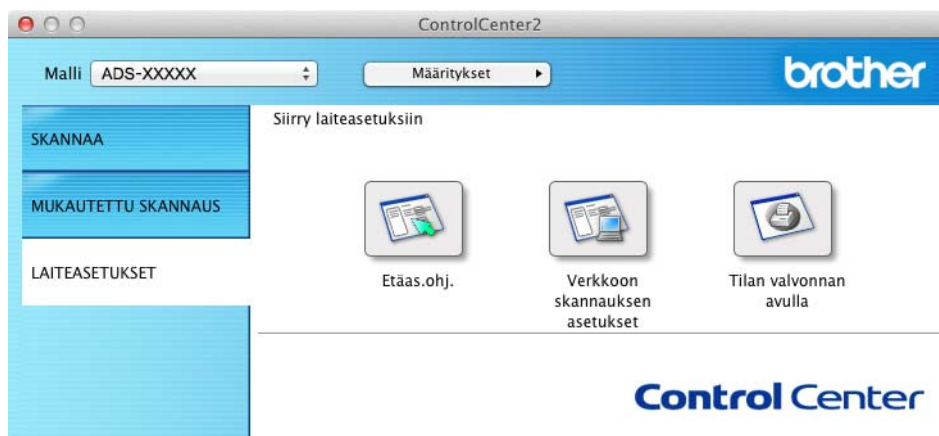 ControlCenter2
Malli ADS-XXXXX Määritykset
brother
SKANNAA
MUKAUTETTU SKANNAUS
LAITEASETUKSET
Siirry laiteasetuksiin
Etäas.ohj.
Verkkoon
skannauksen
asetukset
Tilan valvonnan
avulla
Control Center